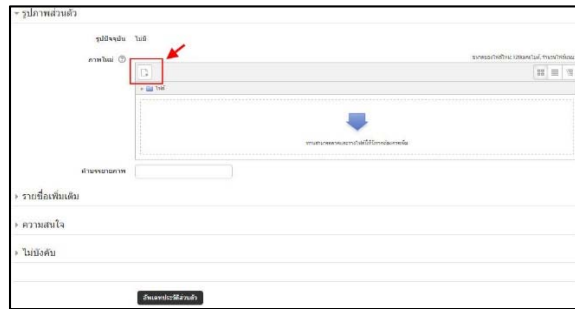 รูปภาพส่วนตัว
รูปปัจจุบัน ไม่มี
ภาพใหม่
ไฟล์
คำบรรยายภาพ
รายชื่อเพิ่มเติม
ความสนใจ
ไม่บังคับ
อัพเดทประวัติส่วนตัว